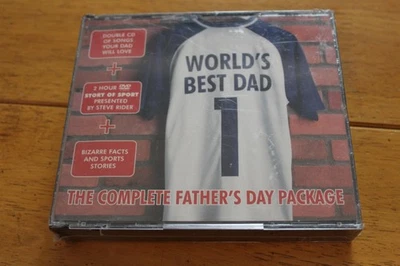 DOUBLE CD
OF SONGS
YOUR DAD
WILL LOVE
+
2 HOUR DVD
STORY OF SPORT
PRESENTED
BY STEVE RIDER
+
BIZARRE FACTS
AND SPORTS
STORIES
WORLD'S
BEST DAD
1
THE COMPLETE FATHER'S DAY PACKAGE